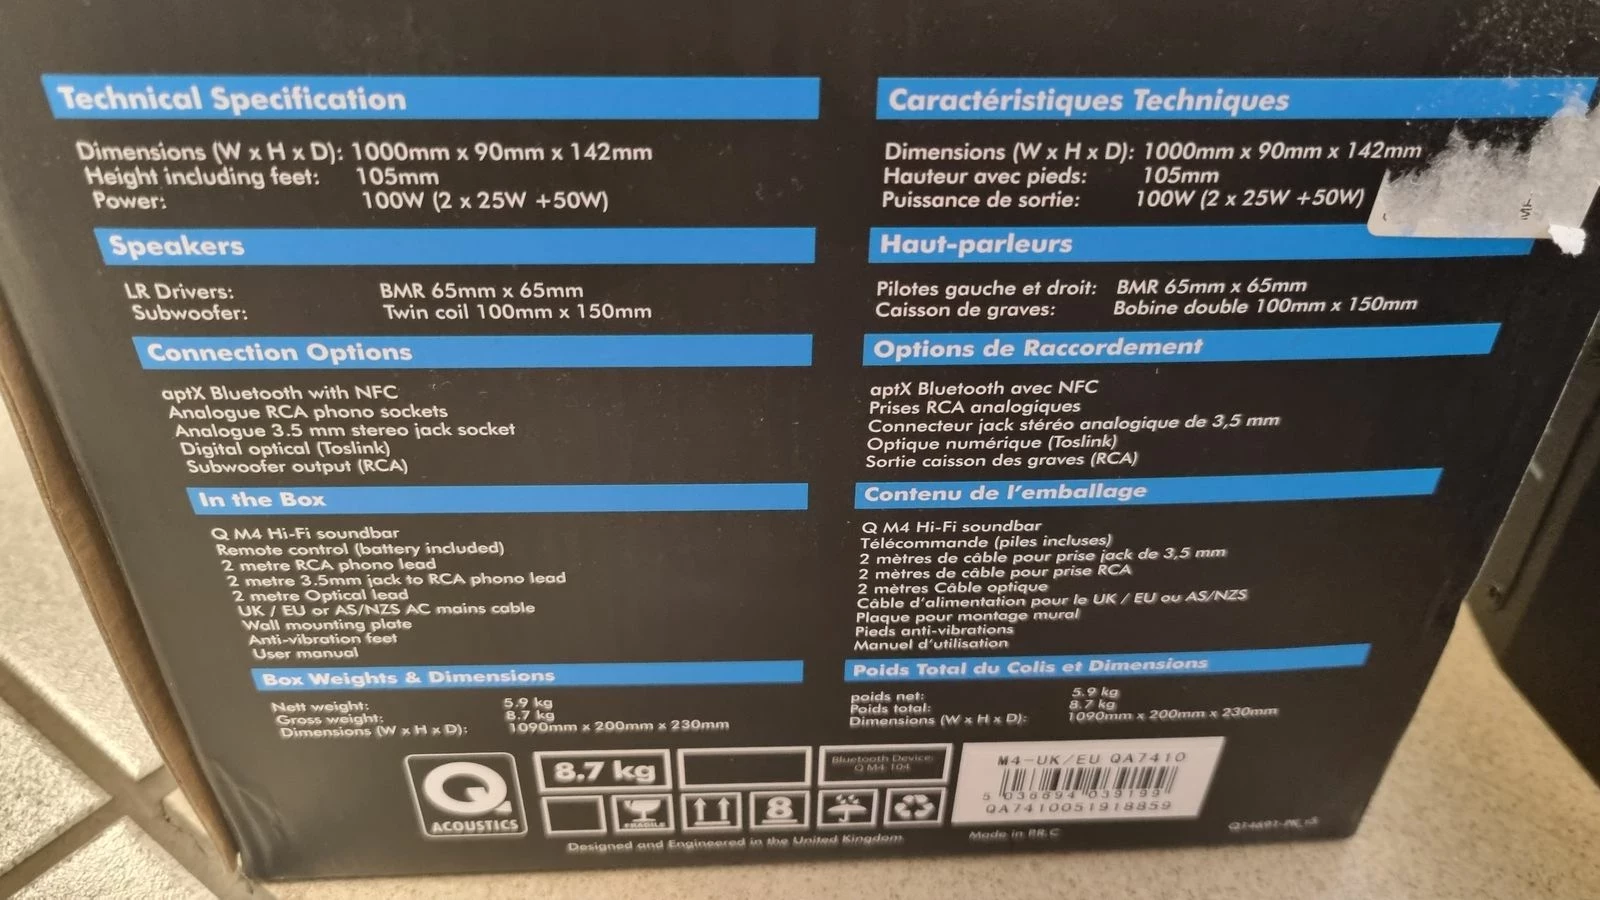 Technical Specification
Dimensions (W x H x D): 1000mm x 90mm x 142mm
Height including feet: 105mm
Power: 100W (2 x 25W +50W)
Speakers
LR Drivers: BMR 65mm x 65mm
Subwoofer: Twin coil 100mm x 150mm
Connection Options
aptX Bluetooth with NFC
Analogue RCA phono sockets
Analogue 3.5 mm stereo jack socket
Digital optical (Toslink)
Subwoofer output (RCA)
In the Box
Q M4 Hi-Fi soundbar
Remote control (battery included)
2 metre RCA phono lead
2 metre 3.5mm jack to RCA phono lead
2 metre Optical lead
UK / EU or AS/NZS AC mains cable
Wall mounting plate
Anti-vibration feet
User manual
Box Weights & Dimensions
Nett weight: 5.9 kg
Gross weight: 8.7 kg
Dimensions (W x H x D): 1090mm x 200mm x 230mm
Caractéristiques Techniques
Dimensions (W x H x D): 1000mm x 90mm x 142mm
Hauteur avec pieds: 105mm
Puissance de sortie: 100W (2 x 25W +50W)
Haut-parleurs
Pilotes gauche et droit: BMR 65mm x 65mm
Caisson de graves: Bobine double 100mm x 150mm
Options de Raccordement
aptX Bluetooth avec NFC
Prises RCA analogiques
Connecteur jack stéréo analogique de 3,5 mm
Optique numérique (Toslink)
Sortie caisson des graves (RCA)
Contenu de l'emballage
Q M4 Hi-Fi soundbar
Télécommande (piles incluses)
2 mètres de câble pour prise jack de 3,5 mm
2 mètres de câble pour prise RCA
2 mètres Câble optique
Câble d'alimentation pour le UK / EU ou AS/NZS
Plaque pour montage mural
Pieds anti-vibrations
Manuel d'utilisation
Poids Total du Colis et Dimensions
poids net: 5.9 kg
Poids total: 8.7 kg
Dimensions (W x H x D): 1090mm x 200mm x 230mm
Q ACOUSTICS
8.7 kg
Bluetooth Device:
Q M4 104
FRAGILE
8
M4-UK/EU QA7410
5 036694 039199
QA7410051918859
Designed and Engineered in the United Kingdom
Made in P.R.C